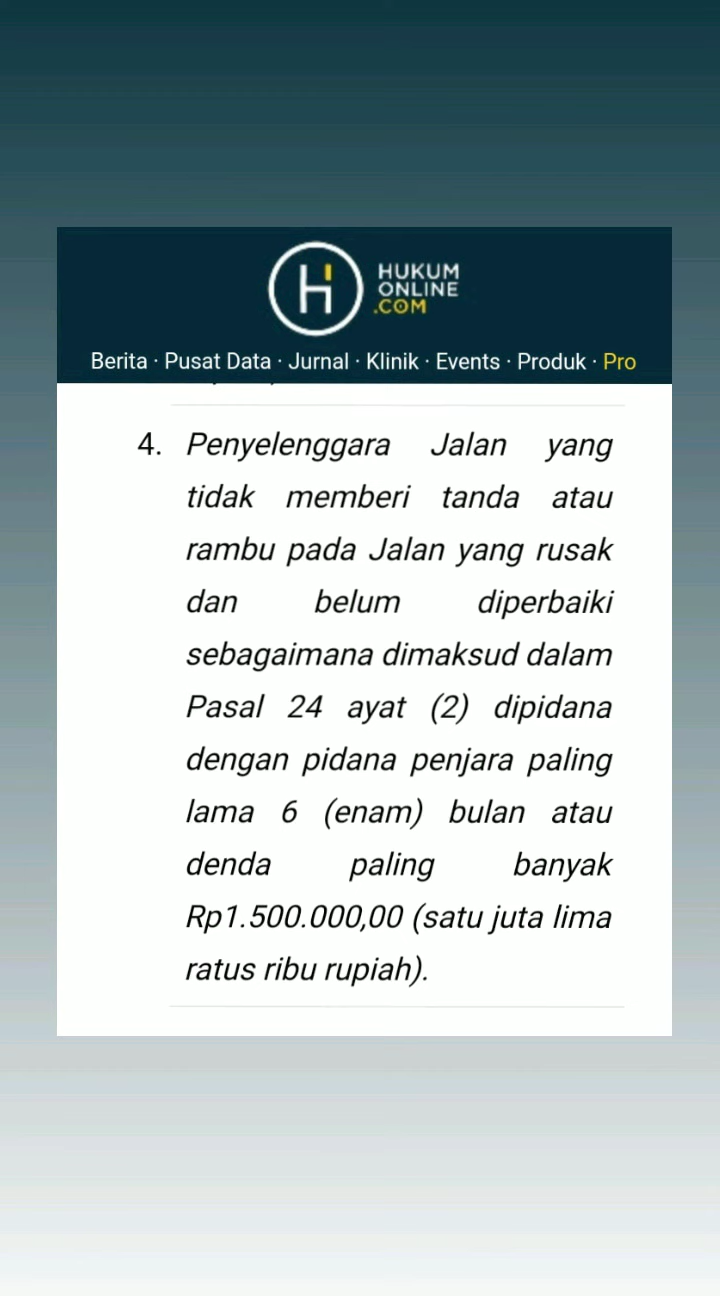 HUKUM
ONLINE
.COM
Berita · Pusat Data · Jurnal · Klinik · Events · Produk · Pro
4. Penyelenggara Jalan yang
tidak memberi tanda atau
rambu pada Jalan yang rusak
dan belum diperbaiki
sebagaimana dimaksud dalam
Pasal 24 ayat (2) dipidana
dengan pidana penjara paling
lama 6 (enam) bulan atau
denda paling banyak
Rp1.500.000,00 (satu juta lima
ratus ribu rupiah).